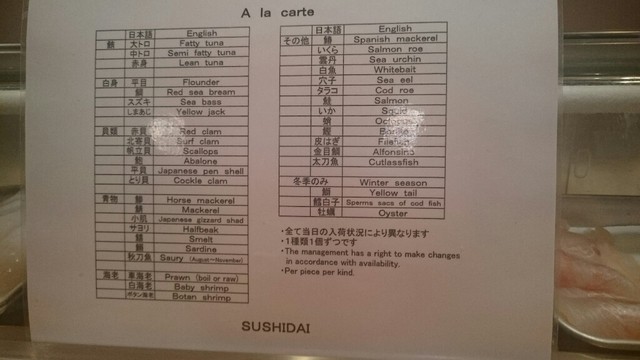 A la carte
日本語 English
鮪 大トロ Fatty tuna
中トロ Semi fatty tuna
赤身 Lean tuna
白身 平目 Flounder
鯛 Red sea bream
スズキ Sea bass
しまあじ Yellow jack
貝類 赤貝 Red clam
北寄貝 Surf clam
帆立貝 Scallops
鮑 Abalone
平貝 Japanese pen shell
とり貝 Cockle clam
青物 鯵 Horse mackerel
鯖 Mackerel
小肌 Japanese gizzard shad
サヨリ Halfbeak
Smelt
Sardine
秋刀魚 Saury (August～November)
海老 車海老 Prawn (boil or raw)
白海老 Baby shrimp
ボタン海老 Botan shrimp
日本語 English
その他 鰆 Spanish mackerel
いくら Salmon roe
雲丹 Sea urchin
白魚 Whitebait
穴子 Sea eel
タラコ Cod roe
鮭 Salmon
いか Squid
蛸 Octopus
鰹 Bonito
皮はぎ Filefish
金目鯛 Alfonsino
太刀魚 Cutlassfish
冬季のみ Winter season
鰤 Yellow tail
鱈白子 Sperms sacs of cod fish
牡蠣 Oyster
・全て当日の入荷状況により異なります
・1種類1個ずつです
・The management has a right to make changes
in accordance with availability.
・Per piece per kind.
SUSHIDAI